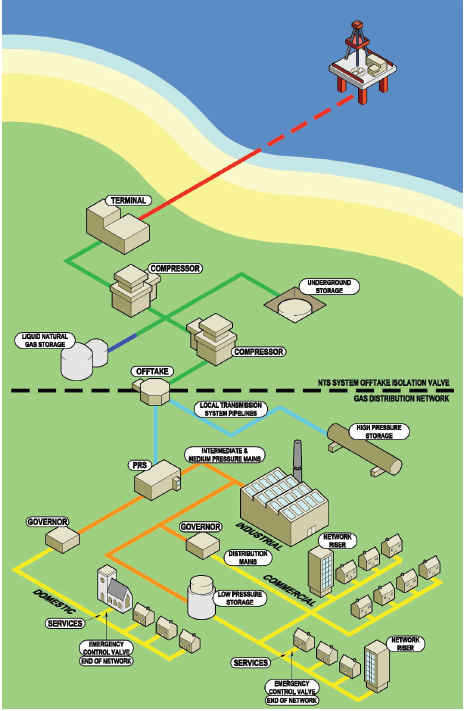 TERMINAL
COMPRESSOR
UNDERGROUND
STORAGE
LIQUID NATURAL
GAS STORAGE
COMPRESSOR
OFFTAKE
NTS SYSTEM OFFTAKE ISOLATION VALVE
GAS DISTRIBUTION NETWORK
LOCAL TRANSMISSION
SYSTEM PIPELINES
HIGH PRESSURE
STORAGE
INTERMEDIATE &
MEDIUM PRESSURE MAINS
PRS
GOVERNOR
GOVERNOR
INDUSTRIAL
NETWORK
RISER
DISTRIBUTION
MAINS
COMMERCIAL
DOMESTIC
LOW PRESSURE
STORAGE
SERVICES
EMERGENCY
CONTROL VALVE
END OF NETWORK
NETWORK
RISER
SERVICES
EMERGENCY
CONTROL VALVE
END OF NETWORK